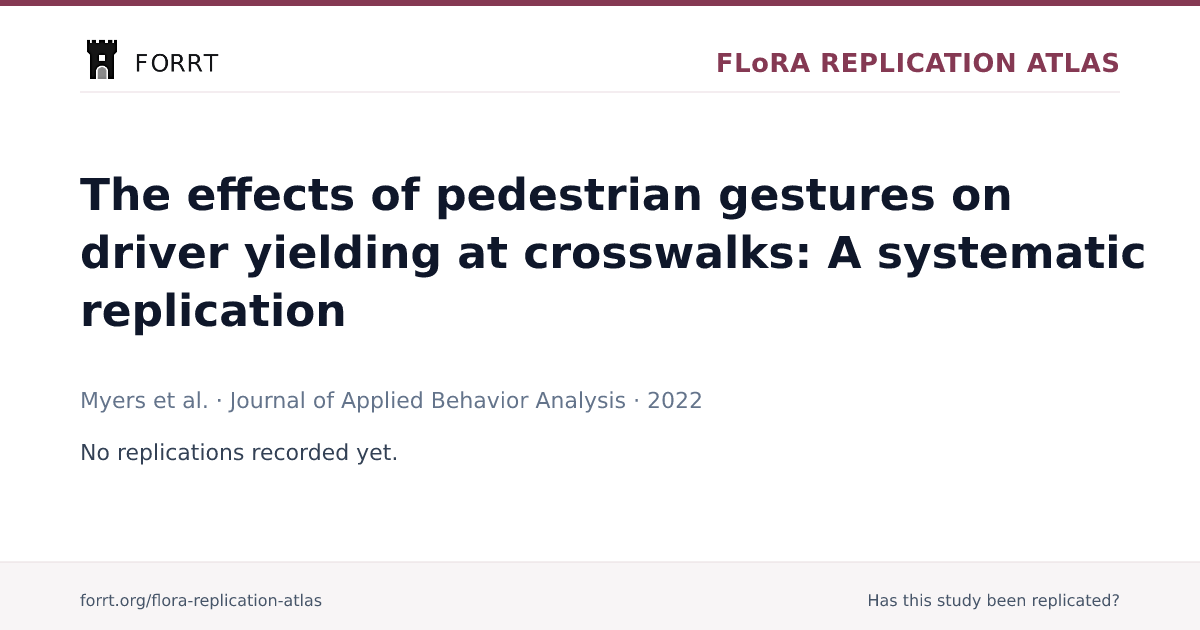 FORRT
FLoRA REPLICATION ATLAS
The effects of pedestrian gestures on
driver yielding at crosswalks: A systematic
replication
Myers et al. · Journal of Applied Behavior Analysis · 2022
No replications recorded yet.
forrt.org/flora-replication-atlas
Has this study been replicated?